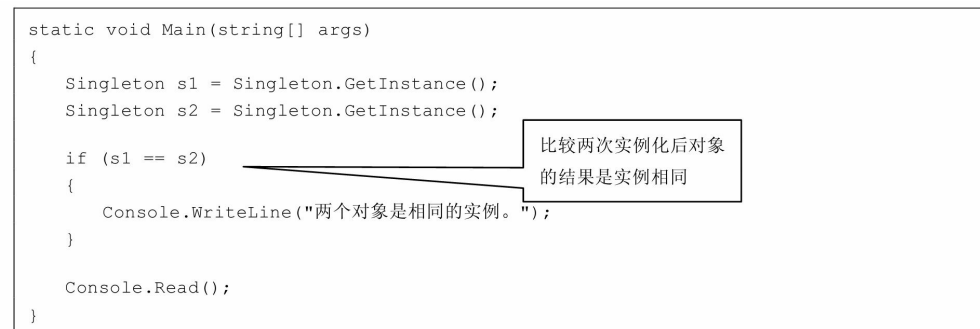 static void Main(string[] args)
{
Singleton s1 = Singleton.GetInstance();
Singleton s2 = Singleton.GetInstance();
if (s1 == s2)
比较两次实例化后对象
的结果是实例相同
{
Console.WriteLine("两个对象是相同的实例。");
}
Console.Read();
}